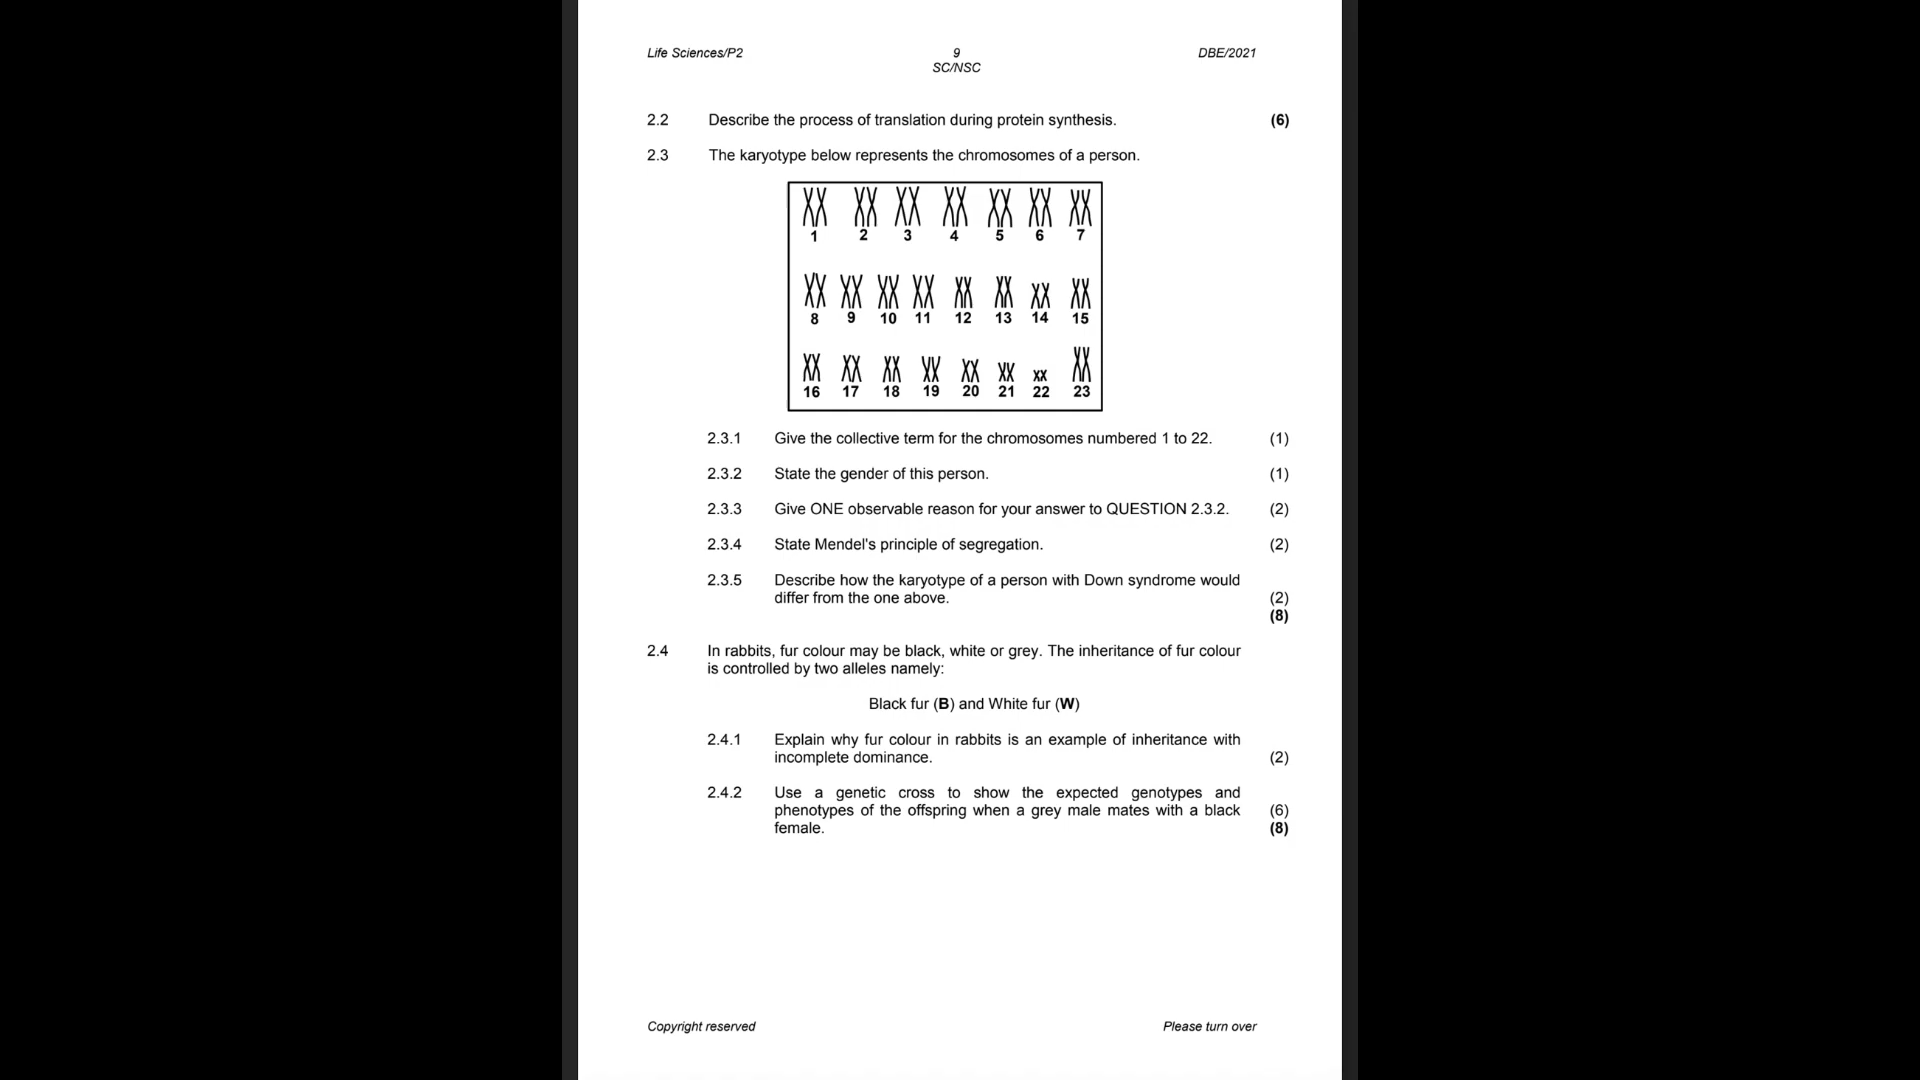 Life Sciences/P2 9 DBE/2021
SC/NSC
2.2 Describe the process of translation during protein synthesis. (6)
2.3 The karyotype below represents the chromosomes of a person.
1 2 3 4 5 6 7
8 9 10 11 12 13 14 15
16 17 18 19 20 21 22 23
2.3.1 Give the collective term for the chromosomes numbered 1 to 22. (1)
2.3.2 State the gender of this person. (1)
2.3.3 Give ONE observable reason for your answer to QUESTION 2.3.2. (2)
2.3.4 State Mendel's principle of segregation. (2)
2.3.5 Describe how the karyotype of a person with Down syndrome would
differ from the one above. (2)
(8)
2.4 In rabbits, fur colour may be black, white or grey. The inheritance of fur colour
is controlled by two alleles namely:
Black fur (B) and White fur (W)
2.4.1 Explain why fur colour in rabbits is an example of inheritance with
incomplete dominance. (2)
2.4.2 Use a genetic cross to show the expected genotypes and
phenotypes of the offspring when a grey male mates with a black (6)
female. (8)
Copyright reserved Please turn over